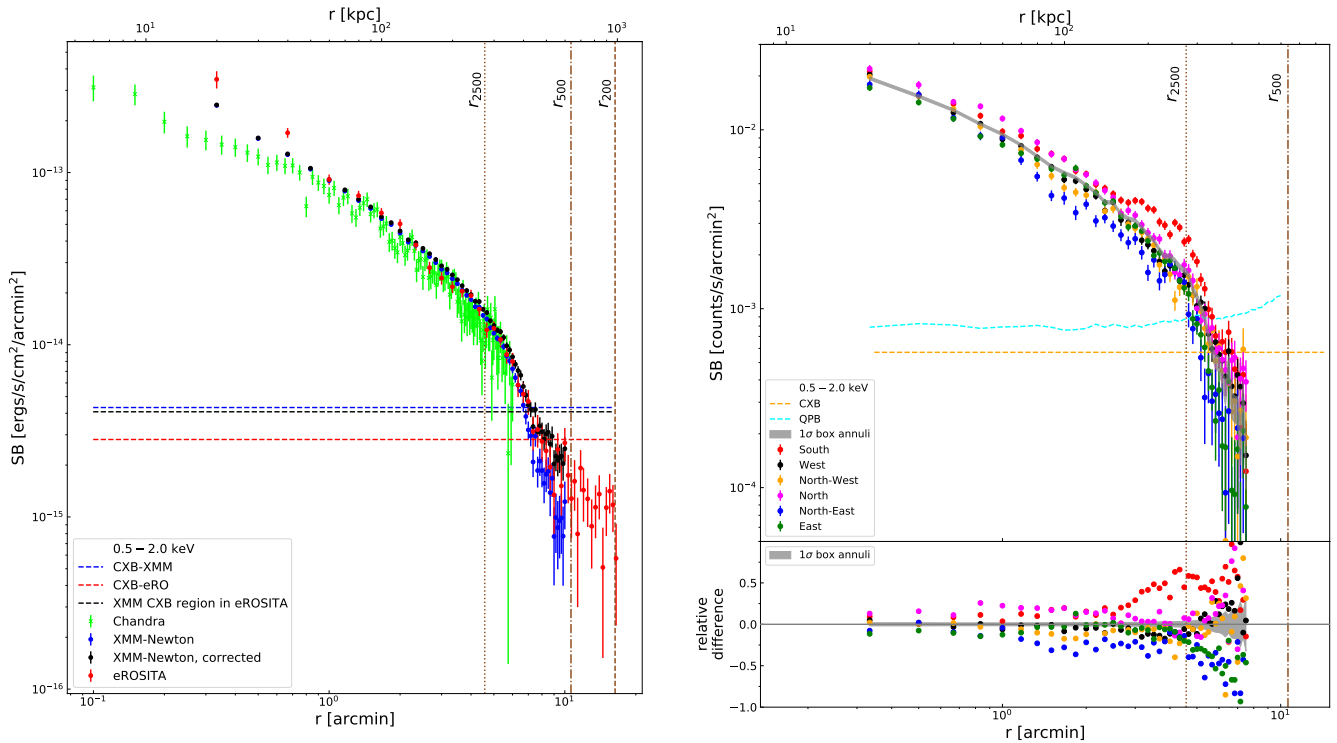 r [kpc]
10¹ 10² 10³
SB [ergs/s/cm²/arcmin²]
10⁻¹³
10⁻¹⁴
10⁻¹⁵
10⁻¹⁶
r₂₅₀₀
r₅₀₀
r₂₀₀
0.5 − 2.0 keV
CXB-XMM
CXB-eRO
XMM CXB region in eROSITA
Chandra
XMM-Newton
XMM-Newton, corrected
eROSITA
10⁻¹ 10⁰ 10¹
r [arcmin]
r [kpc]
10¹ 10²
SB [counts/s/arcmin²]
10⁻²
10⁻³
10⁻⁴
r₂₅₀₀
r₅₀₀
0.5 − 2.0 keV
CXB
QPB
1σ box annuli
South
West
North-West
North
North-East
East
relative
difference
0.5
0.0
−0.5
−1.0
1σ box annuli
10⁰ 10¹
r [arcmin]